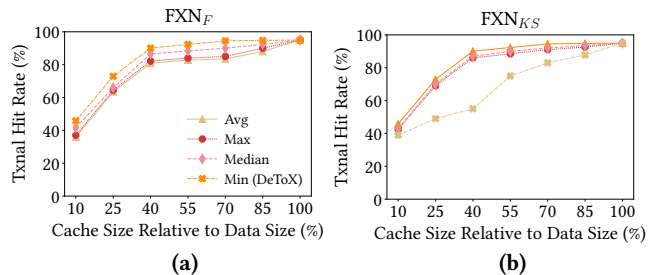 (a)
FXN_F
Txnal Hit Rate (%)
100
80
60
40
20
0
Avg
Max
Median
Min (DeToX)
10 25 40 55 70 85 100
Cache Size Relative to Data Size (%)
(a)
(b)
FXN_KS
Txnal Hit Rate (%)
100
80
60
40
20
0
10 25 40 55 70 85 100
Cache Size Relative to Data Size (%)
(b)